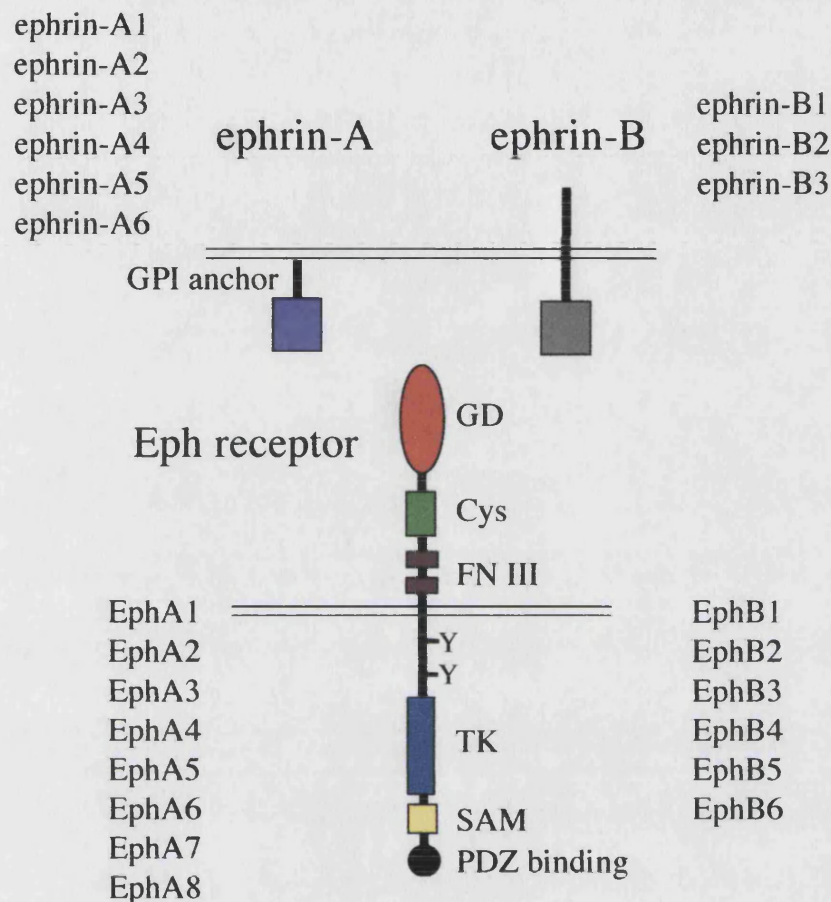 ephrin-A1
ephrin-A2
ephrin-A3
ephrin-A4
ephrin-A5
ephrin-A6
ephrin-A
ephrin-B
ephrin-B1
ephrin-B2
ephrin-B3
GPI anchor
GD
Eph receptor
Cys
FN III
EphA1
EphA2
EphA3
EphA4
EphA5
EphA6
EphA7
EphA8
Y
Y
TK
SAM
PDZ binding
EphB1
EphB2
EphB3
EphB4
EphB5
EphB6